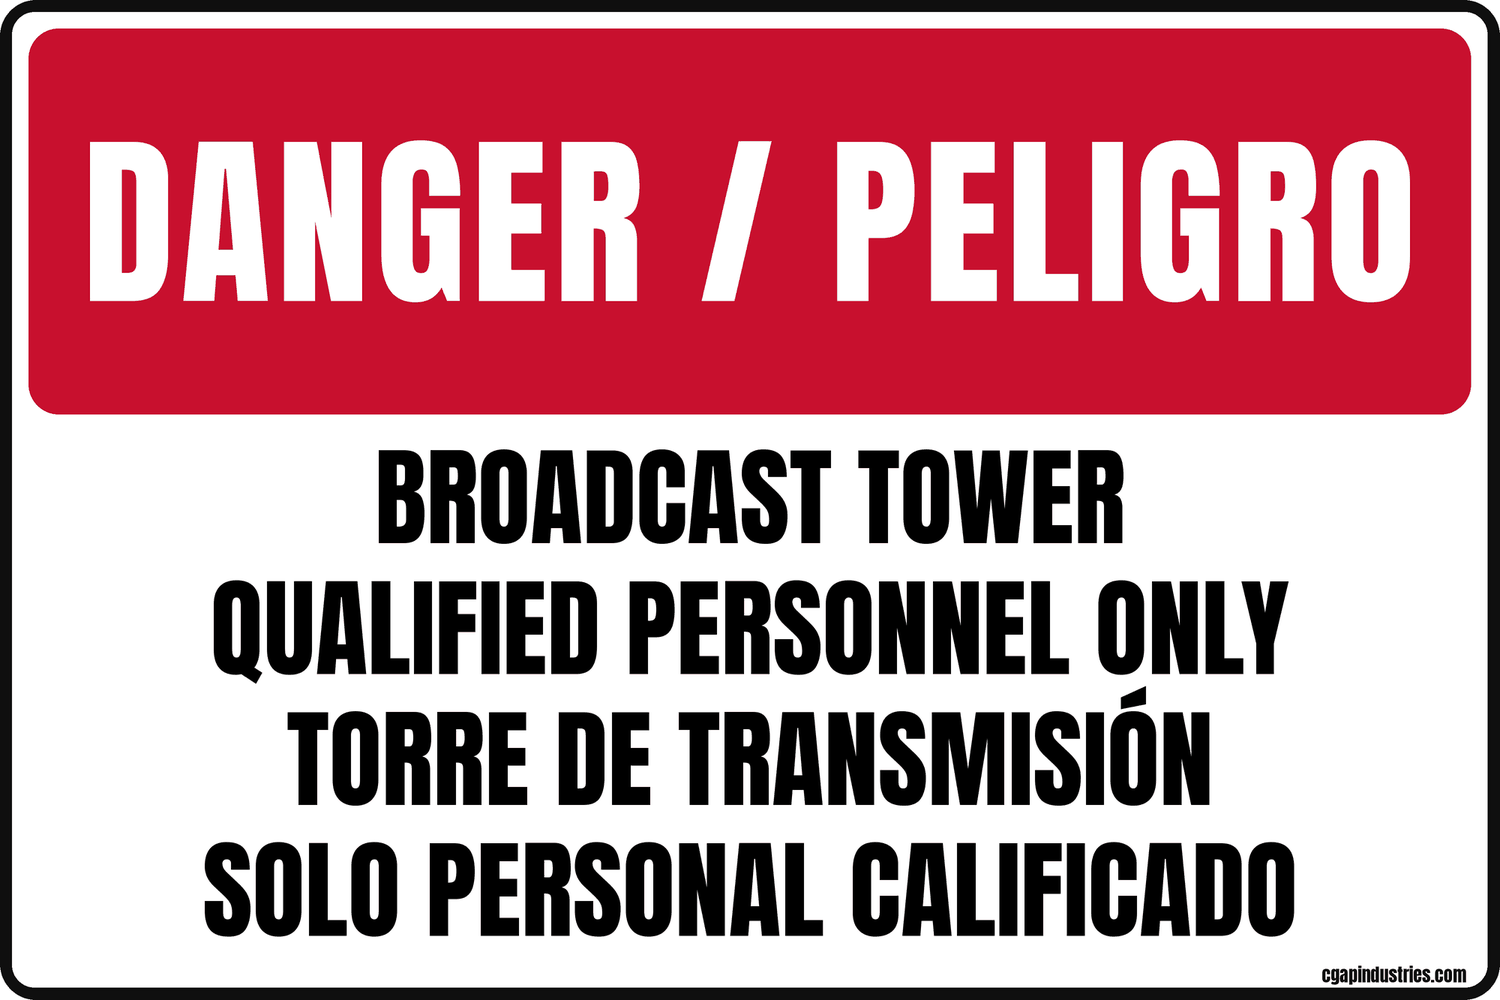 DANGER / PELIGRO
BROADCAST TOWER
QUALIFIED PERSONNEL ONLY
TORRE DE TRANSMISIÓN
SOLO PERSONAL CALIFICADO
cgapindustries.com